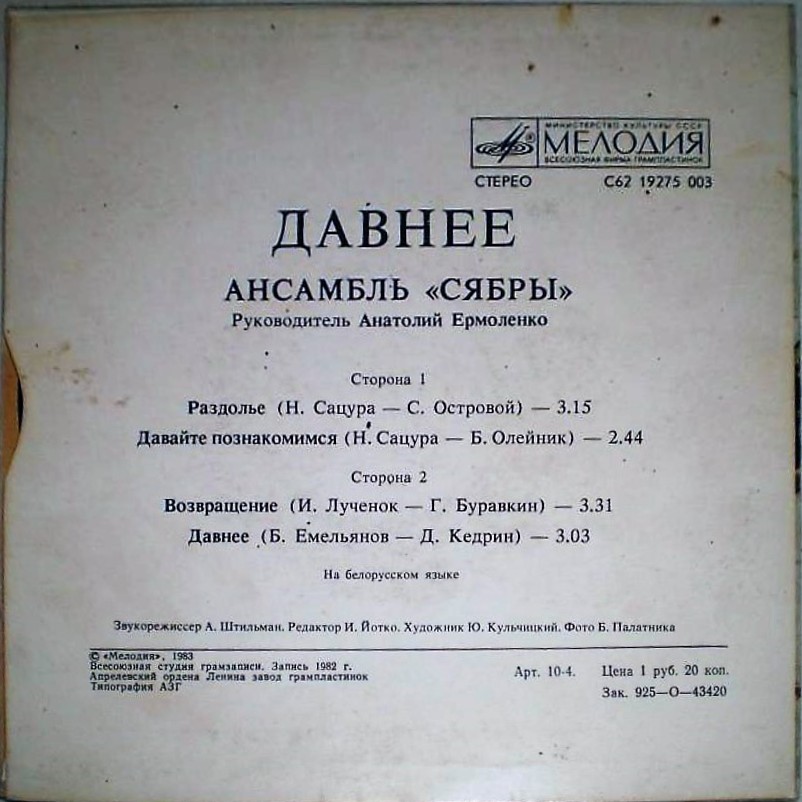 МИНИСТЕРСТВО КУЛЬТУРЫ СССР
МЕЛОДИЯ
ВСЕСОЮЗНАЯ ФИРМА ГРАМПЛАСТИНОК
СТЕРЕО С62 19275 003
ДАВНЕЕ
АНСАМБЛЬ «СЯБРЫ»
Руководитель Анатолий Ермоленко
Сторона 1
Раздолье (Н. Сацура — С. Островой) — 3.15
Давайте познакомимся (Н. Сацура — Б. Олейник) — 2.44
Сторона 2
Возвращение (И. Лученок — Г. Буравкин) — 3.31
Давнее (Б. Емельянов — Д. Кедрин) — 3.03
На белорусском языке
Звукорежиссер А. Штильман. Редактор И. Йотко. Художник Ю. Кульчицкий. Фото Б. Палатника
© «Мелодия», 1983
Всесоюзная студия грамзаписи. Запись 1982 г.
Апрелевский ордена Ленина завод грампластинок
Типография АЗГ
Арт. 10-4. Цена 1 руб. 20 коп.
Зак. 925—О—43420